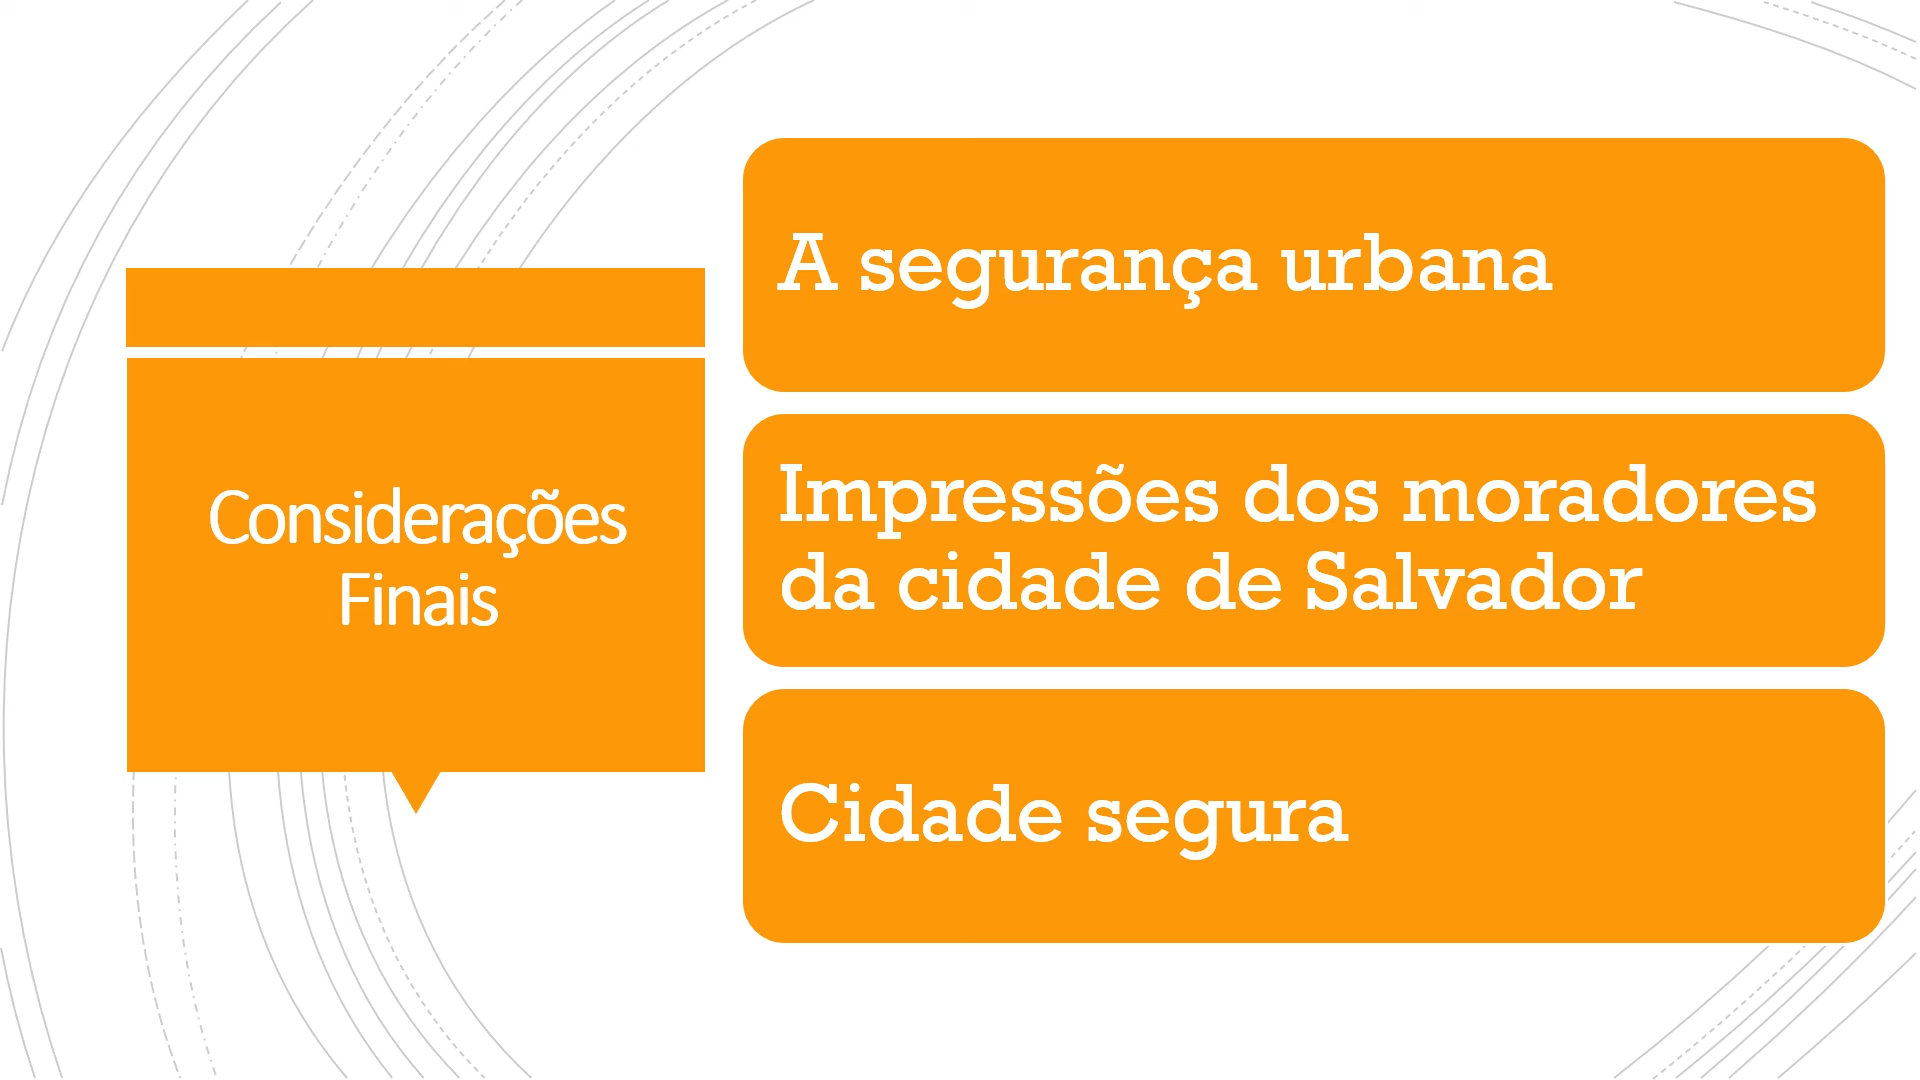 Considerações
Finais
A segurança urbana
Impressões dos moradores
da cidade de Salvador
Cidade segura